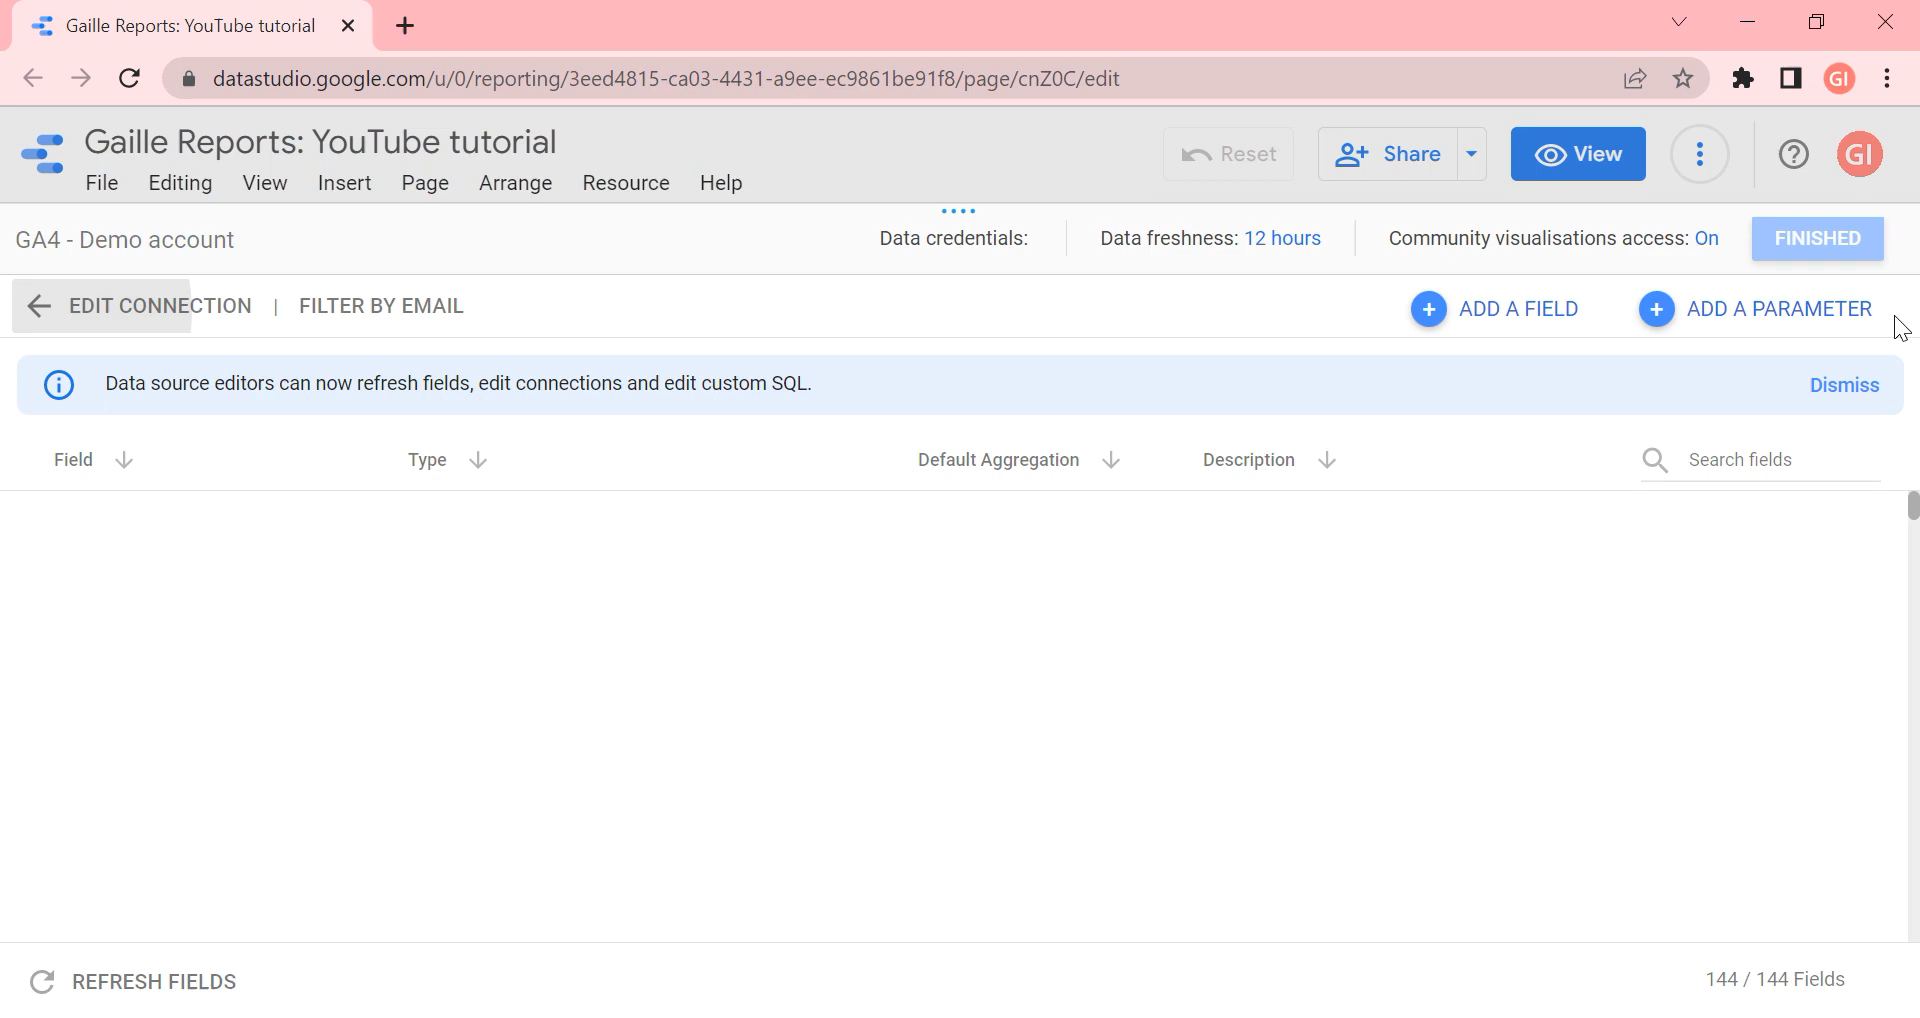 Gaille Reports: YouTube tutorial
datastudio.google.com/u/0/reporting/3eed4815-ca03-4431-a9ee-ec9861be91f8/page/cnZ0C/edit
GI
Gaille Reports: YouTube tutorial
Reset
Share
View
GI
File Editing View Insert Page Arrange Resource Help
GA4 - Demo account
Data credentials:
Data freshness: 12 hours
Community visualisations access: On
FINISHED
EDIT CONNECTION | FILTER BY EMAIL
ADD A FIELD
ADD A PARAMETER
Data source editors can now refresh fields, edit connections and edit custom SQL.
Dismiss
Field
Type
Default Aggregation
Description
Search fields
REFRESH FIELDS
144 / 144 Fields